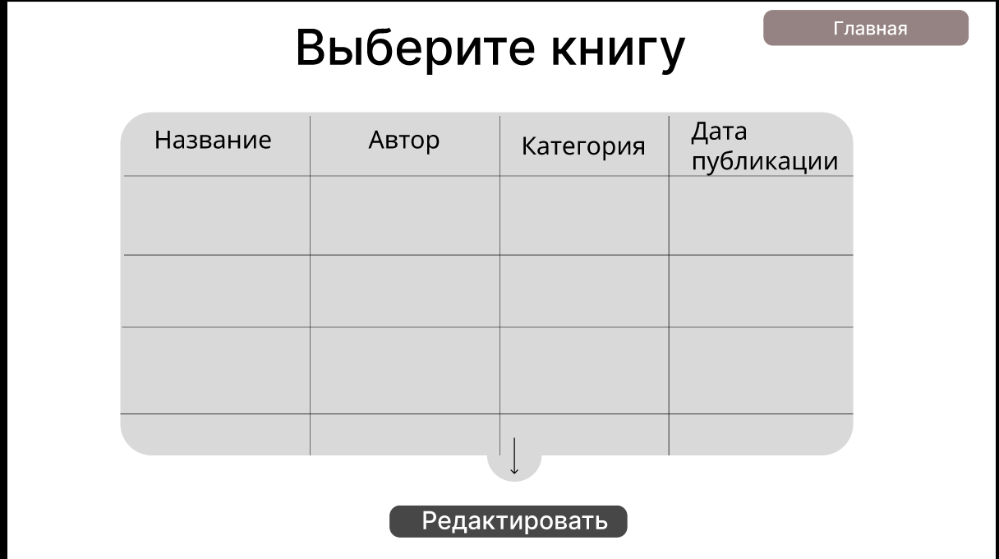 Главная
Выберите книгу
Название
Автор
Категория
Дата
публикации
Редактировать